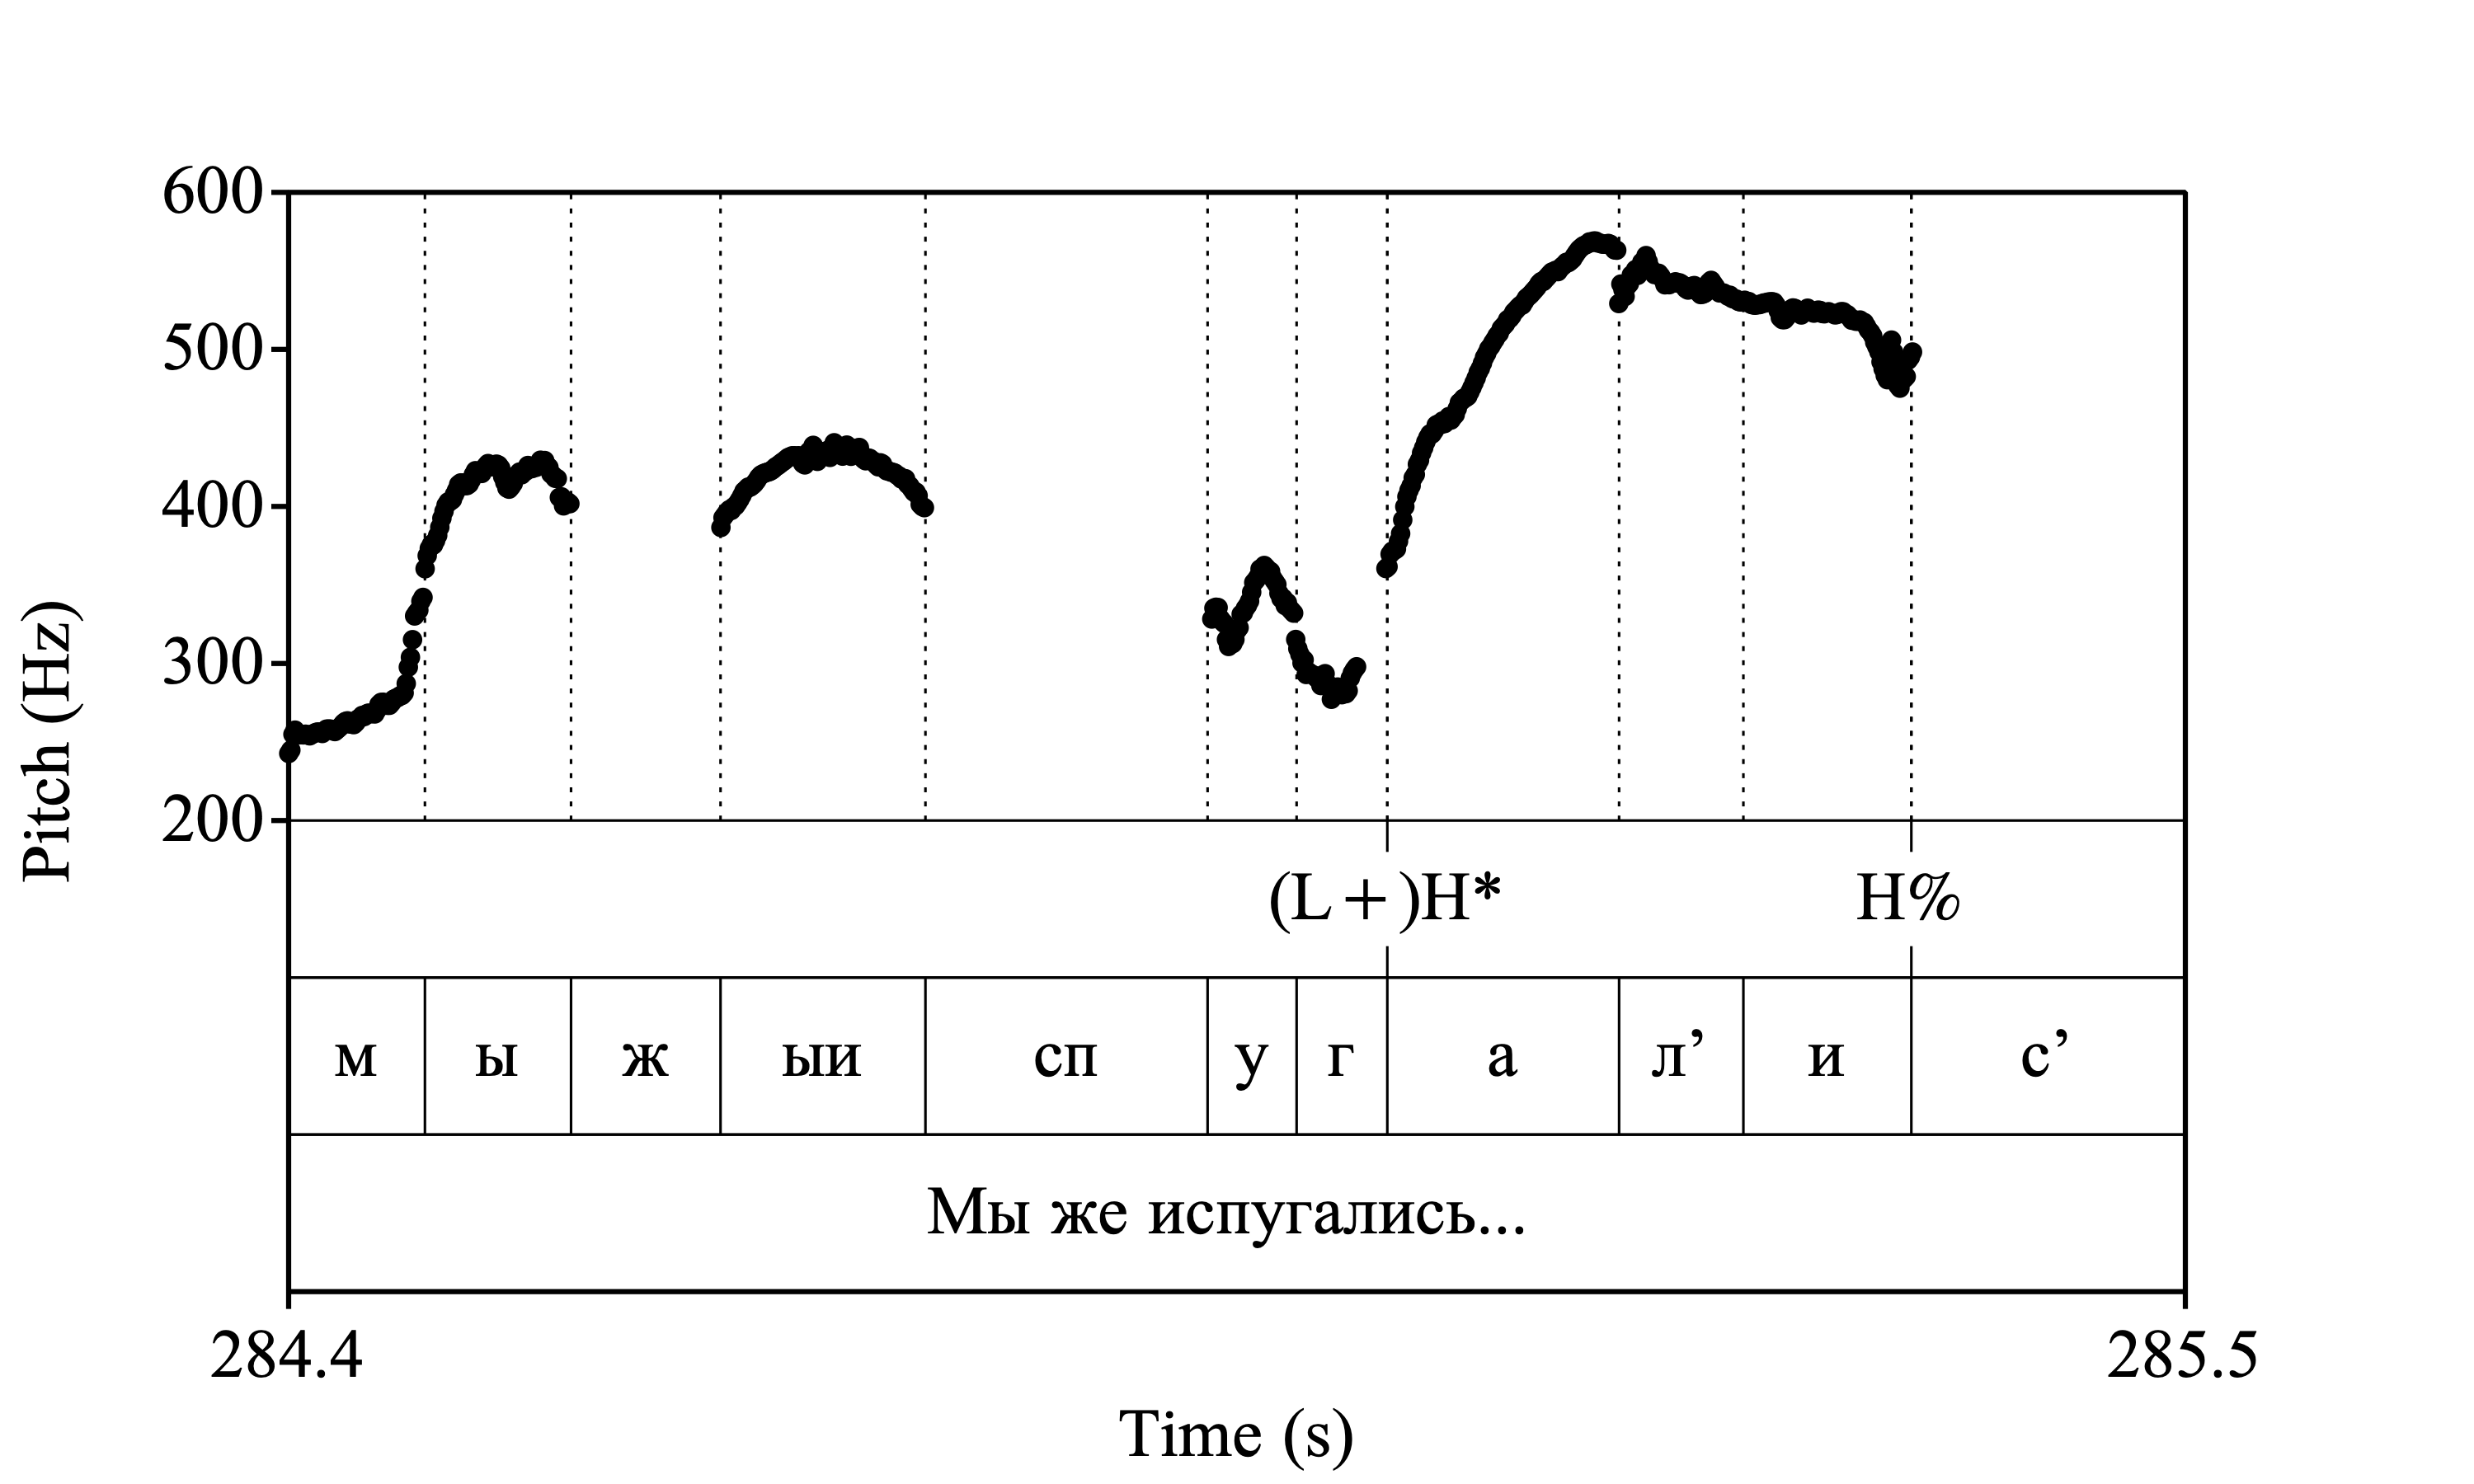 600
500
400
300
200
Pitch (Hz)
(L+)H* H%
м ы ж ыи сп у г а л’ и с’
Мы же испугались...
284.4 285.5
Time (s)